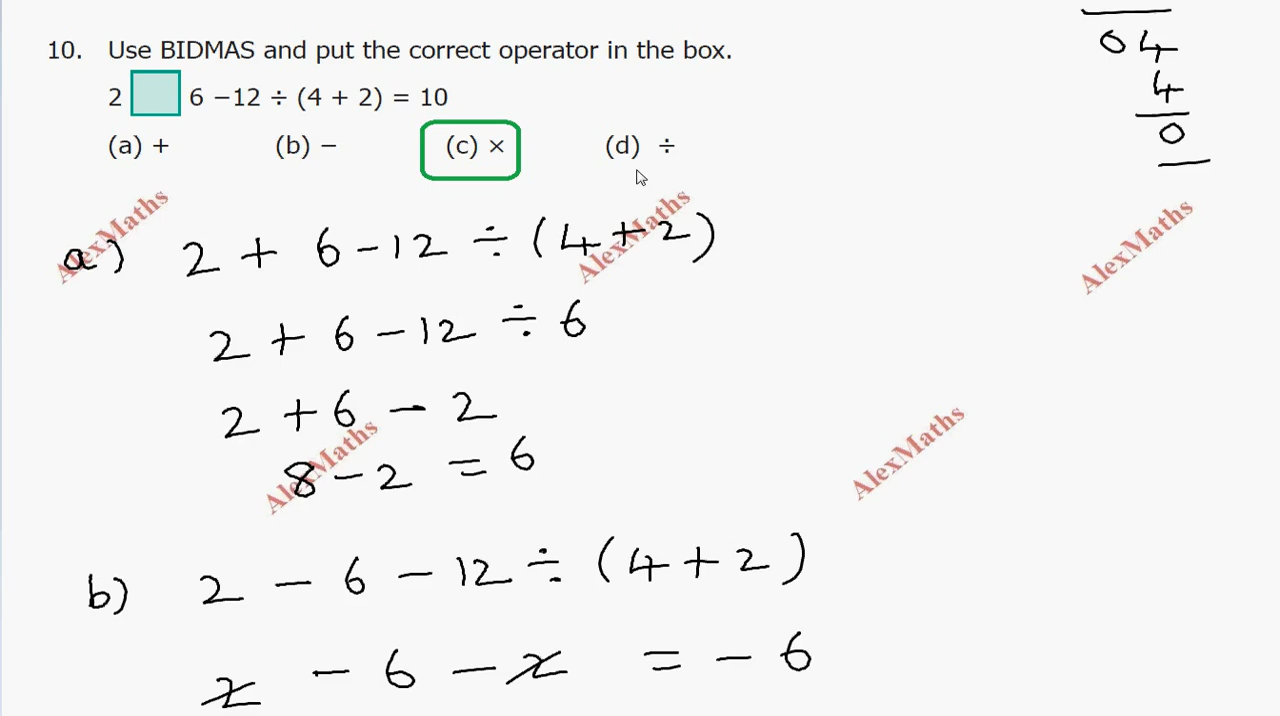 10. Use BIDMAS and put the correct operator in the box.
2 6 −12 ÷ (4 + 2) = 10
(a) + (b) − (c) × (d) ÷
04
4
0
AlexMaths AlexMaths AlexMaths
a) 2 + 6 - 12 ÷ (4 + 2)
2 + 6 - 12 ÷ 6
2 + 6 - 2
AlexMaths AlexMaths
8 - 2 = 6
b) 2 - 6 - 12 ÷ (4 + 2)
2 - 6 - 2 = - 6